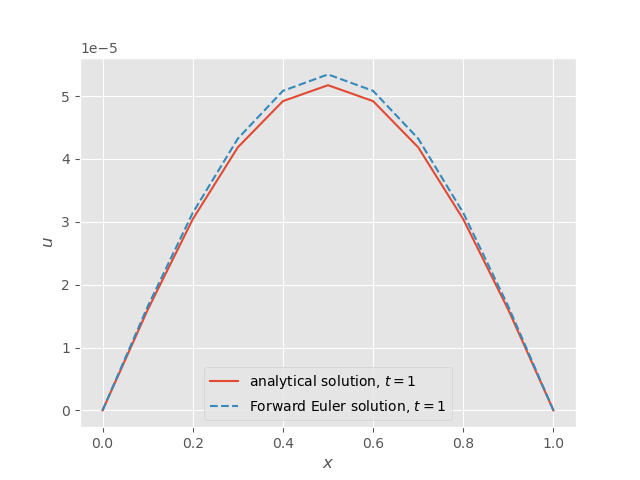 1e−5
5
4
3
2
1
0
u
analytical solution, t = 1
Forward Euler solution, t = 1
0.0 0.2 0.4 0.6 0.8 1.0
x